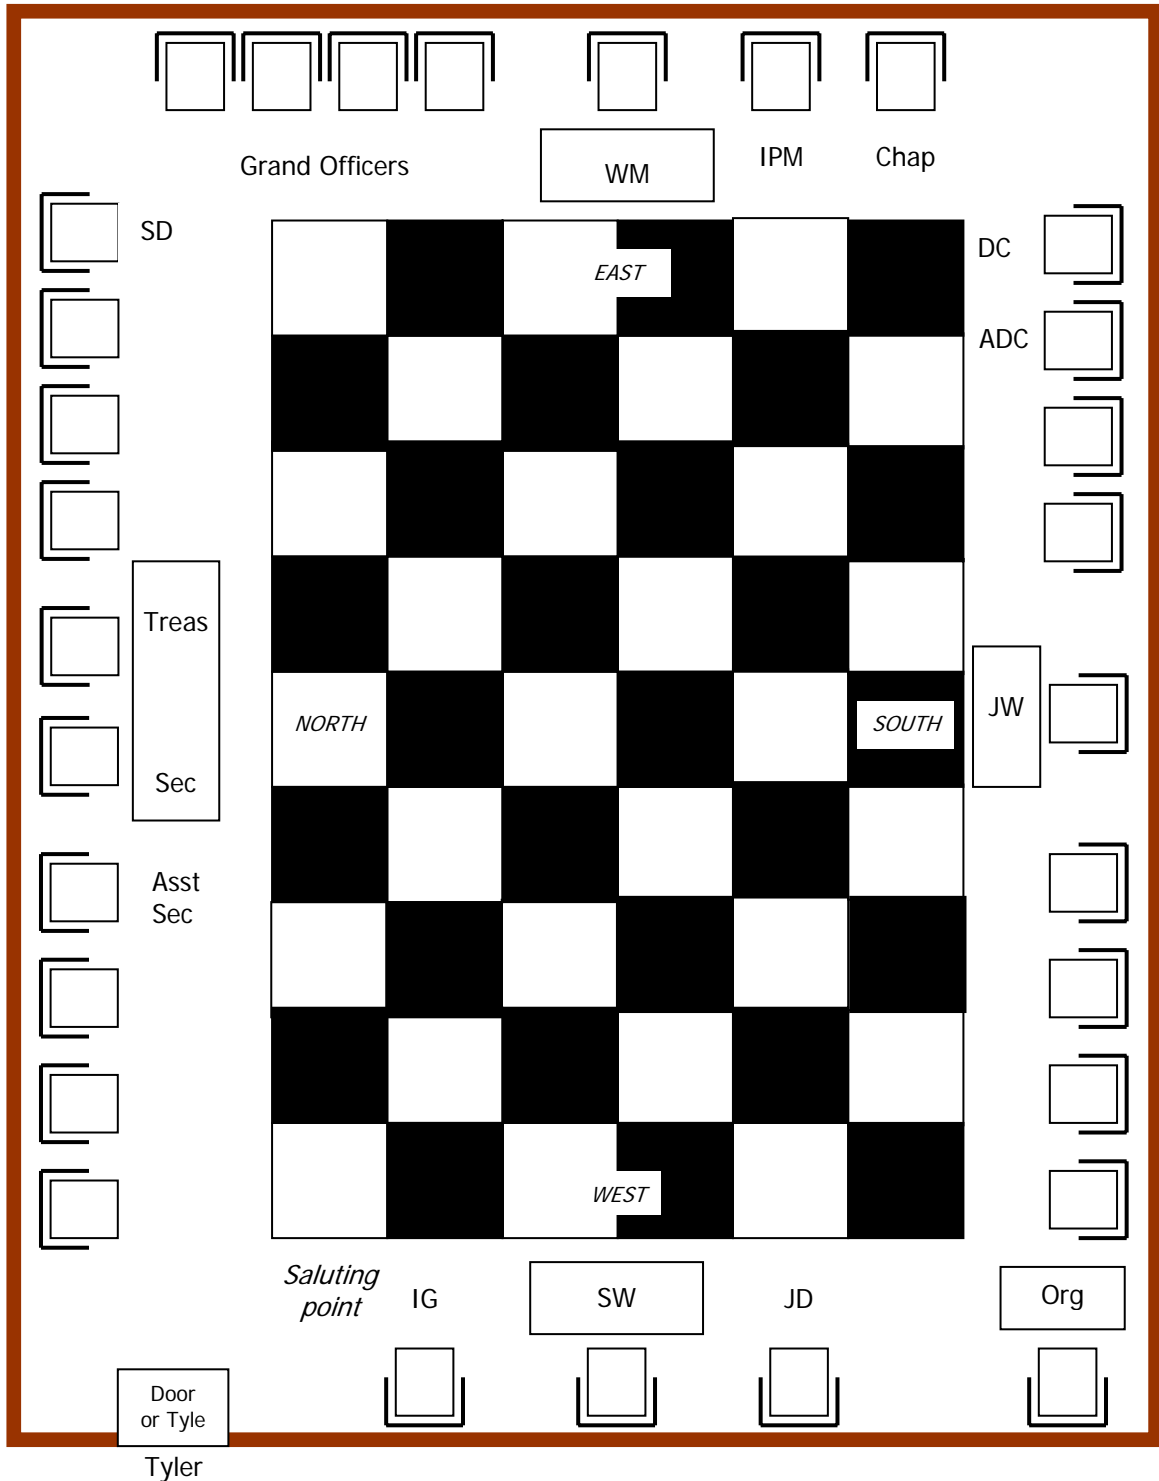 Grand Officers
WM
IPM
Chap
SD
DC
EAST
ADC
Treas
NORTH
SOUTH
JW
Sec
Asst
Sec
WEST
Saluting
point
IG
SW
JD
Org
Door
or Tyle
Tyler